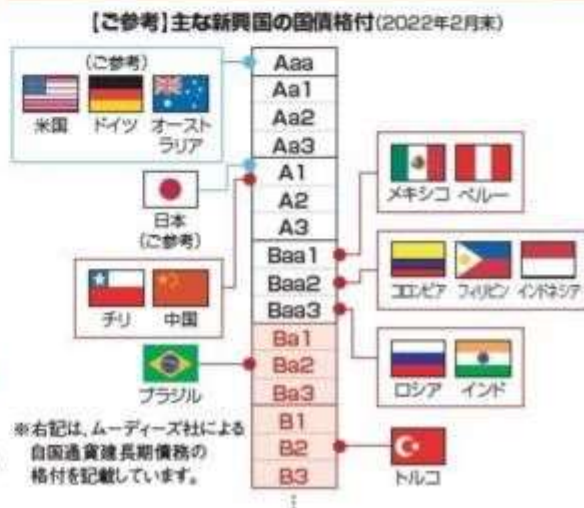 【ご参考】主な新興国の国債格付(2022年2月末)
(ご参考)
米国 ドイツ オースト
ラリア
日本
(ご参考)
チリ 中国
ブラジル
※右記は、ムーディーズ社による
自国通貨建長期債務の
格付を記載しています。
Aaa
Aa1
Aa2
Aa3
A1
A2
A3
Baa1
Baa2
Baa3
Ba1
Ba2
Ba3
B1
B2
B3
⋮
メキシコ ペルー
コロンビア フィリピン インドネシア
ロシア インド
トルコ